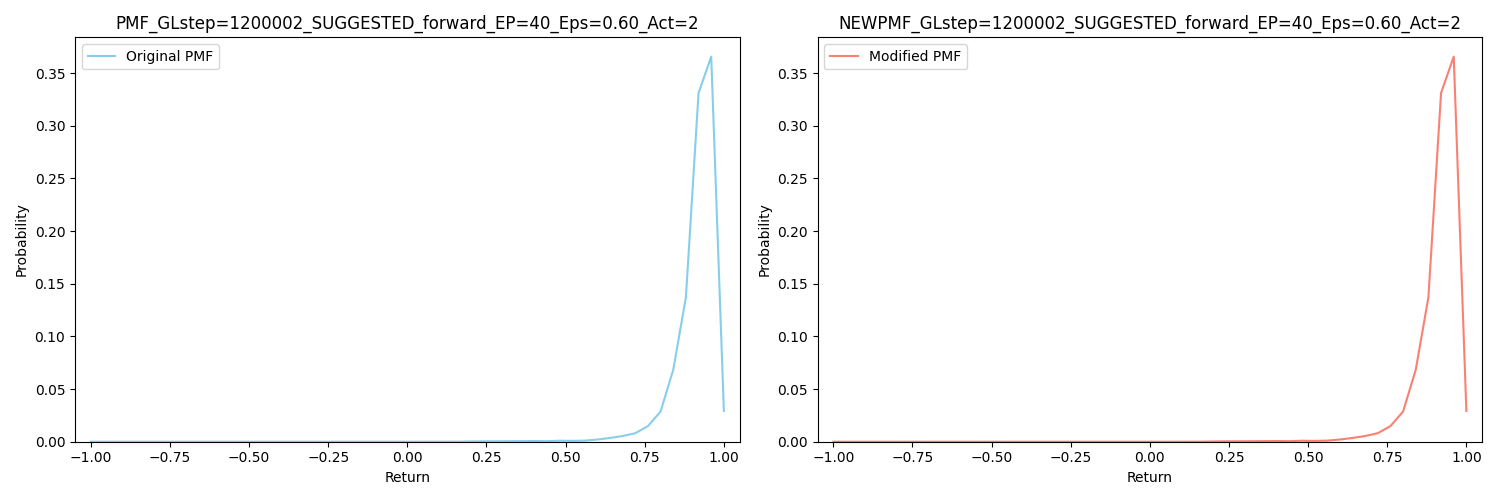 PMF_GLstep=1200002_SUGGESTED_forward_EP=40_Eps=0.60_Act=2
Original PMF
Probability
0.35
0.30
0.25
0.20
0.15
0.10
0.05
0.00
−1.00 −0.75 −0.50 −0.25 0.00 0.25 0.50 0.75 1.00
Return
NEWPMF_GLstep=1200002_SUGGESTED_forward_EP=40_Eps=0.60_Act=2
Modified PMF
Probability
0.35
0.30
0.25
0.20
0.15
0.10
0.05
0.00
−1.00 −0.75 −0.50 −0.25 0.00 0.25 0.50 0.75 1.00
Return